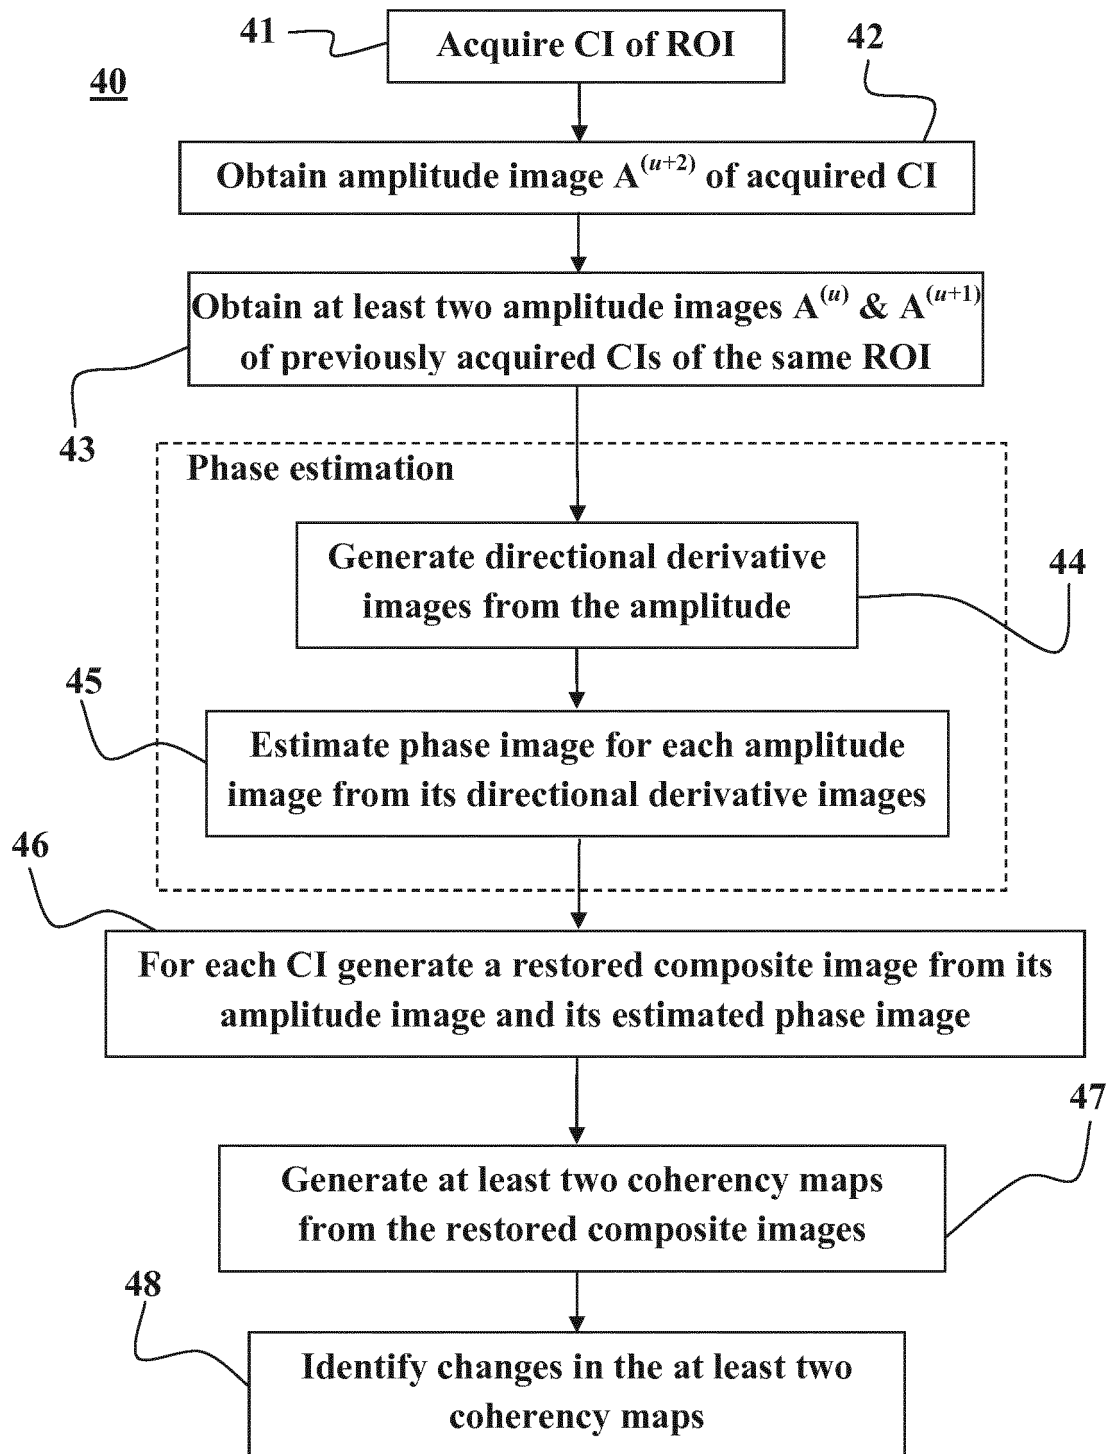 41
Acquire CI of ROI
42
40
Obtain amplitude image A^(u+2) of acquired CI
Obtain at least two amplitude images A^(u) & A^(u+1)
of previously acquired CIs of the same ROI
43
Phase estimation
Generate directional derivative
images from the amplitude
44
45
Estimate phase image for each amplitude
image from its directional derivative images
46
For each CI generate a restored composite image from its
amplitude image and its estimated phase image
47
Generate at least two coherency maps
from the restored composite images
48
Identify changes in the at least two
coherency maps